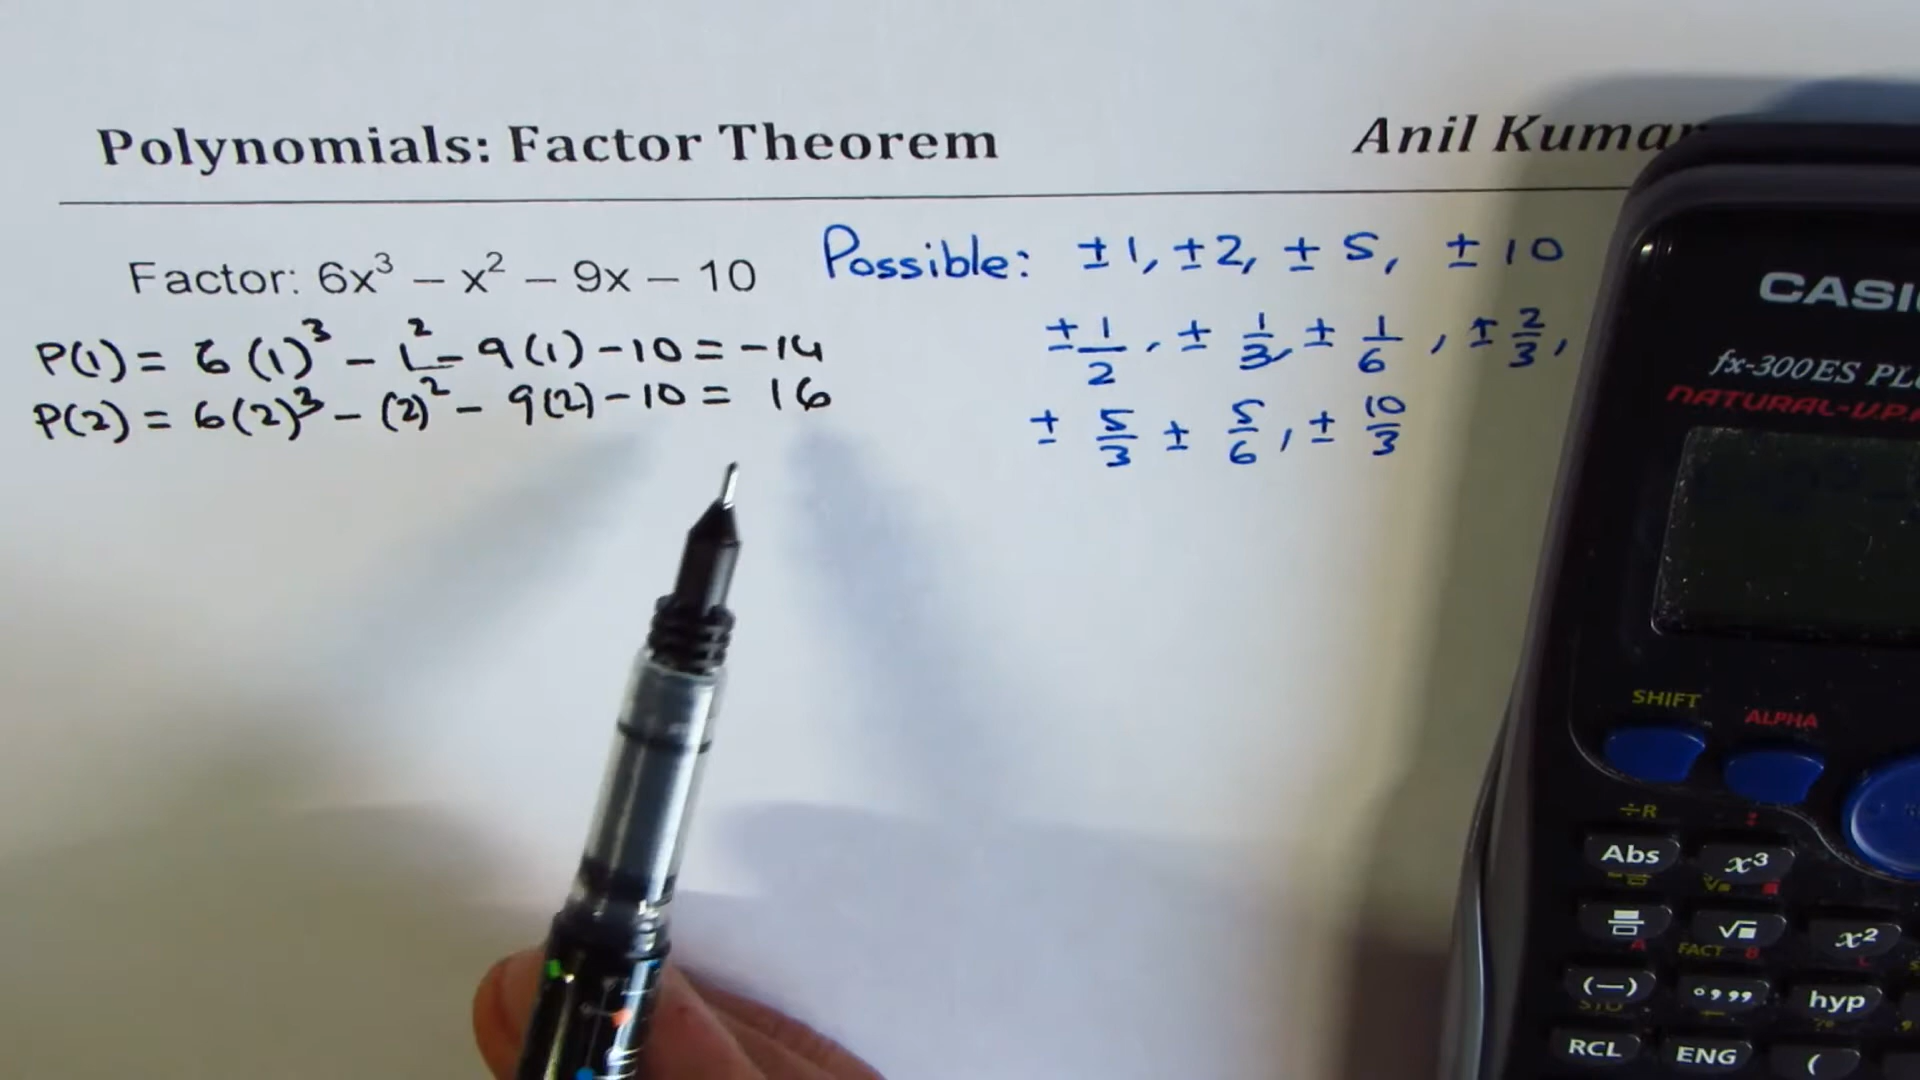 Polynomials: Factor Theorem
Anil Kumar
Factor: 6x³ – x² – 9x – 10
Possible: ±1, ±2, ±5, ±10
± 1/2, ± 1/3, ± 1/6, ± 2/3,
± 5/3 ± 5/6, ± 10/3
P(1) = 6(1)³ – 1² – 9(1) – 10 = –14
P(2) = 6(2)³ – (2)² – 9(2) – 10 = 16
CASI
fx-300ES PLU
NATURAL-V.P.A
SHIFT
ALPHA
÷R
Abs
x³
√■
x²
FACT B
(—)
° ’ ’’
hyp
STO
RCL
ENG
(